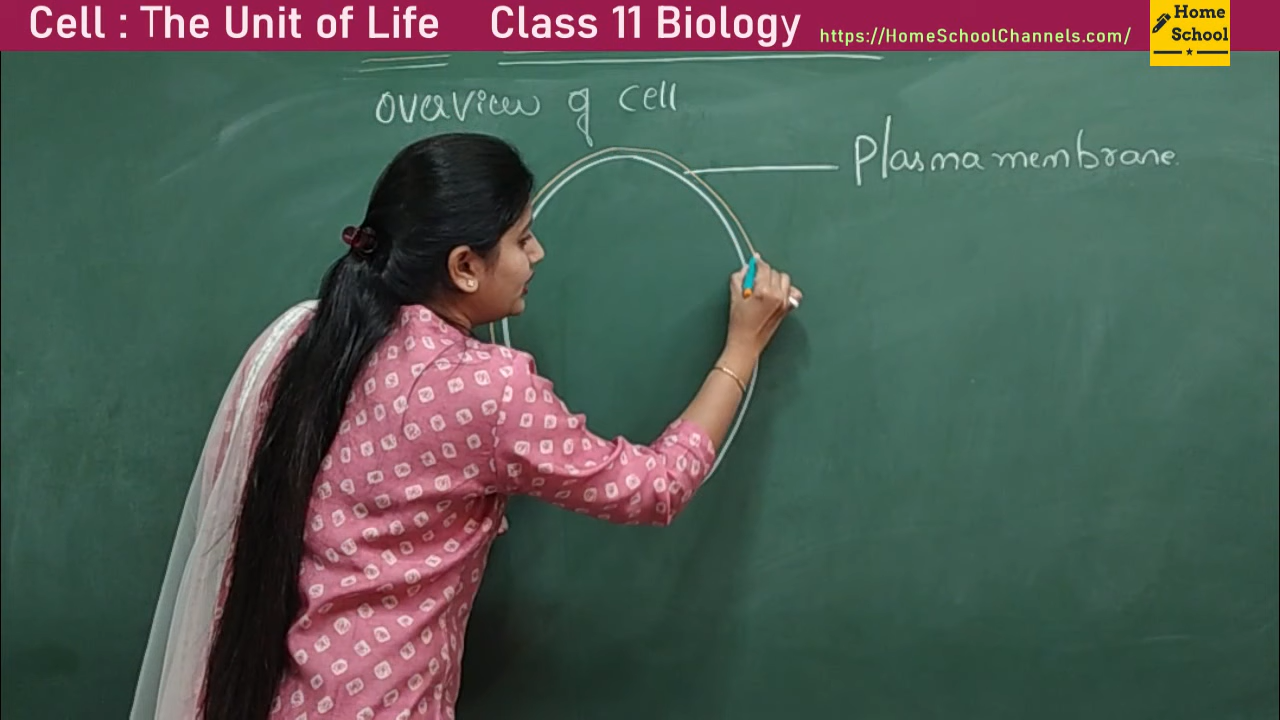 Cell : The Unit of Life Class 11 Biology https://HomeSchoolChannels.com/
Home
School
overview of cell
Plasma membrane